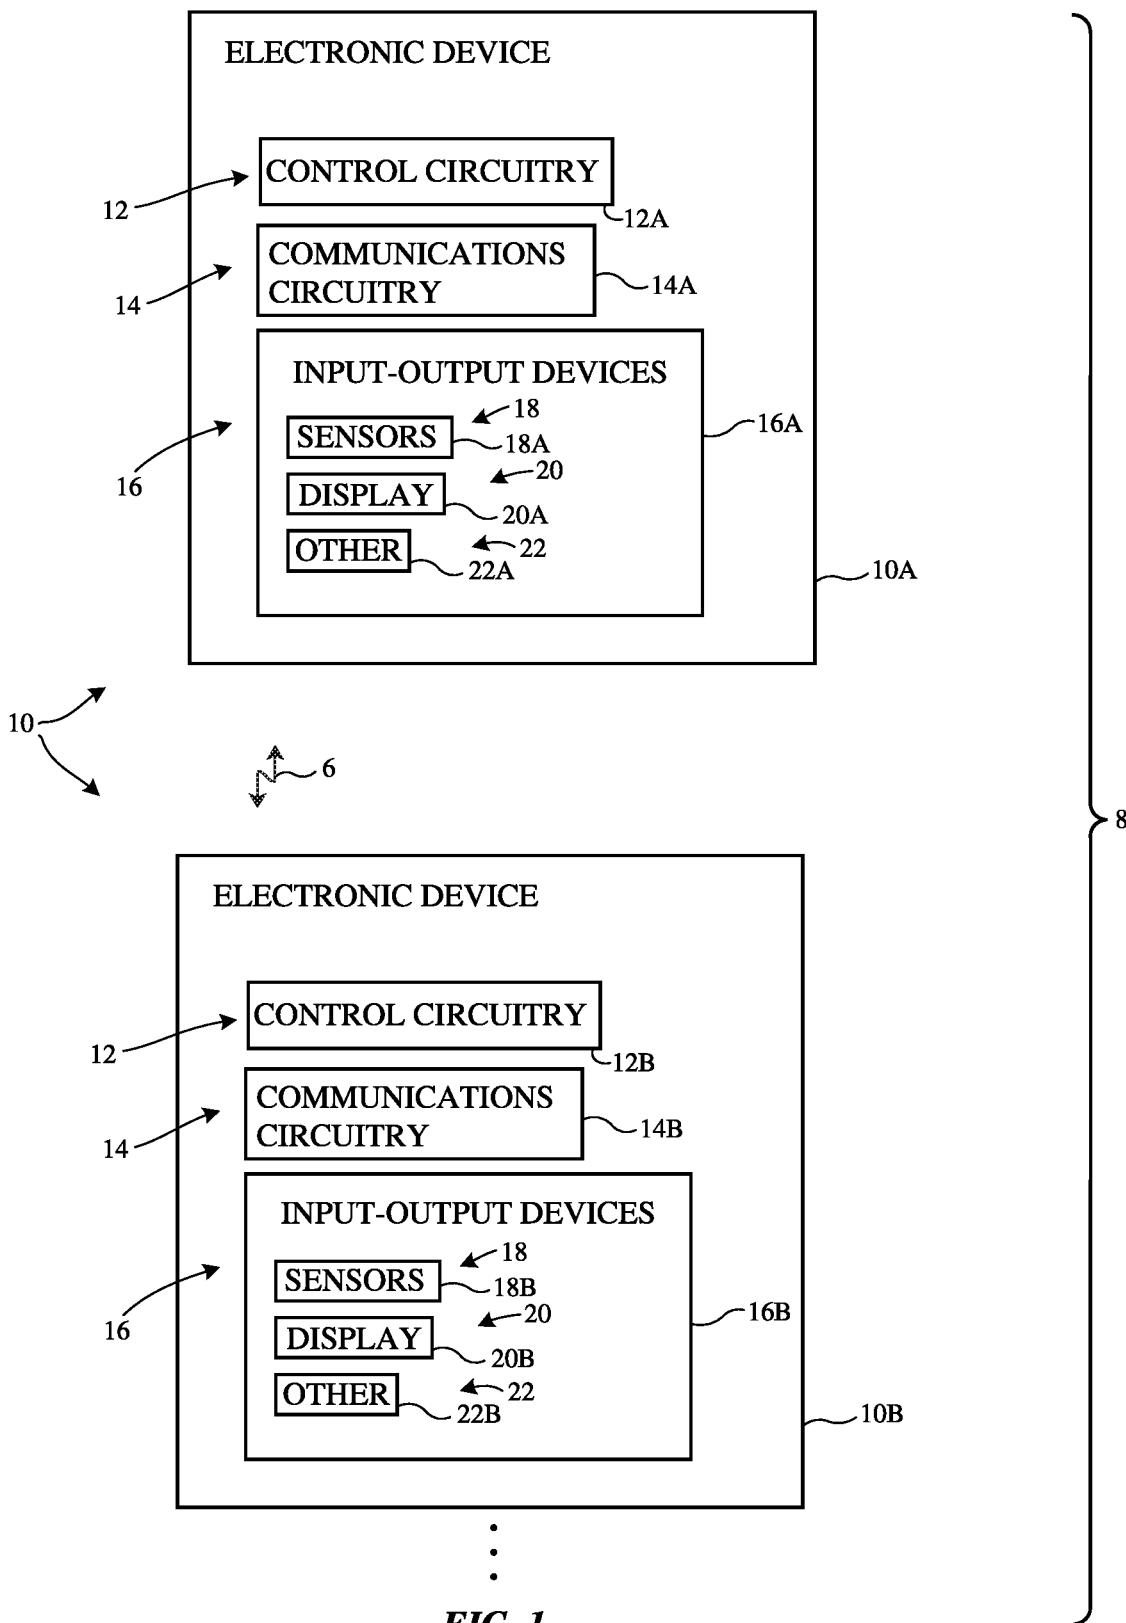 ELECTRONIC DEVICE
CONTROL CIRCUITRY
12
12A
COMMUNICATIONS
CIRCUITRY
14
14A
INPUT-OUTPUT DEVICES
18
SENSORS
18A
16
16A
20
DISPLAY
20A
22
OTHER
22A
10A
10
6
8
ELECTRONIC DEVICE
CONTROL CIRCUITRY
12
12B
COMMUNICATIONS
CIRCUITRY
14
14B
INPUT-OUTPUT DEVICES
18
SENSORS
18B
16
16B
20
DISPLAY
20B
22
OTHER
22B
10B
FIG. 1